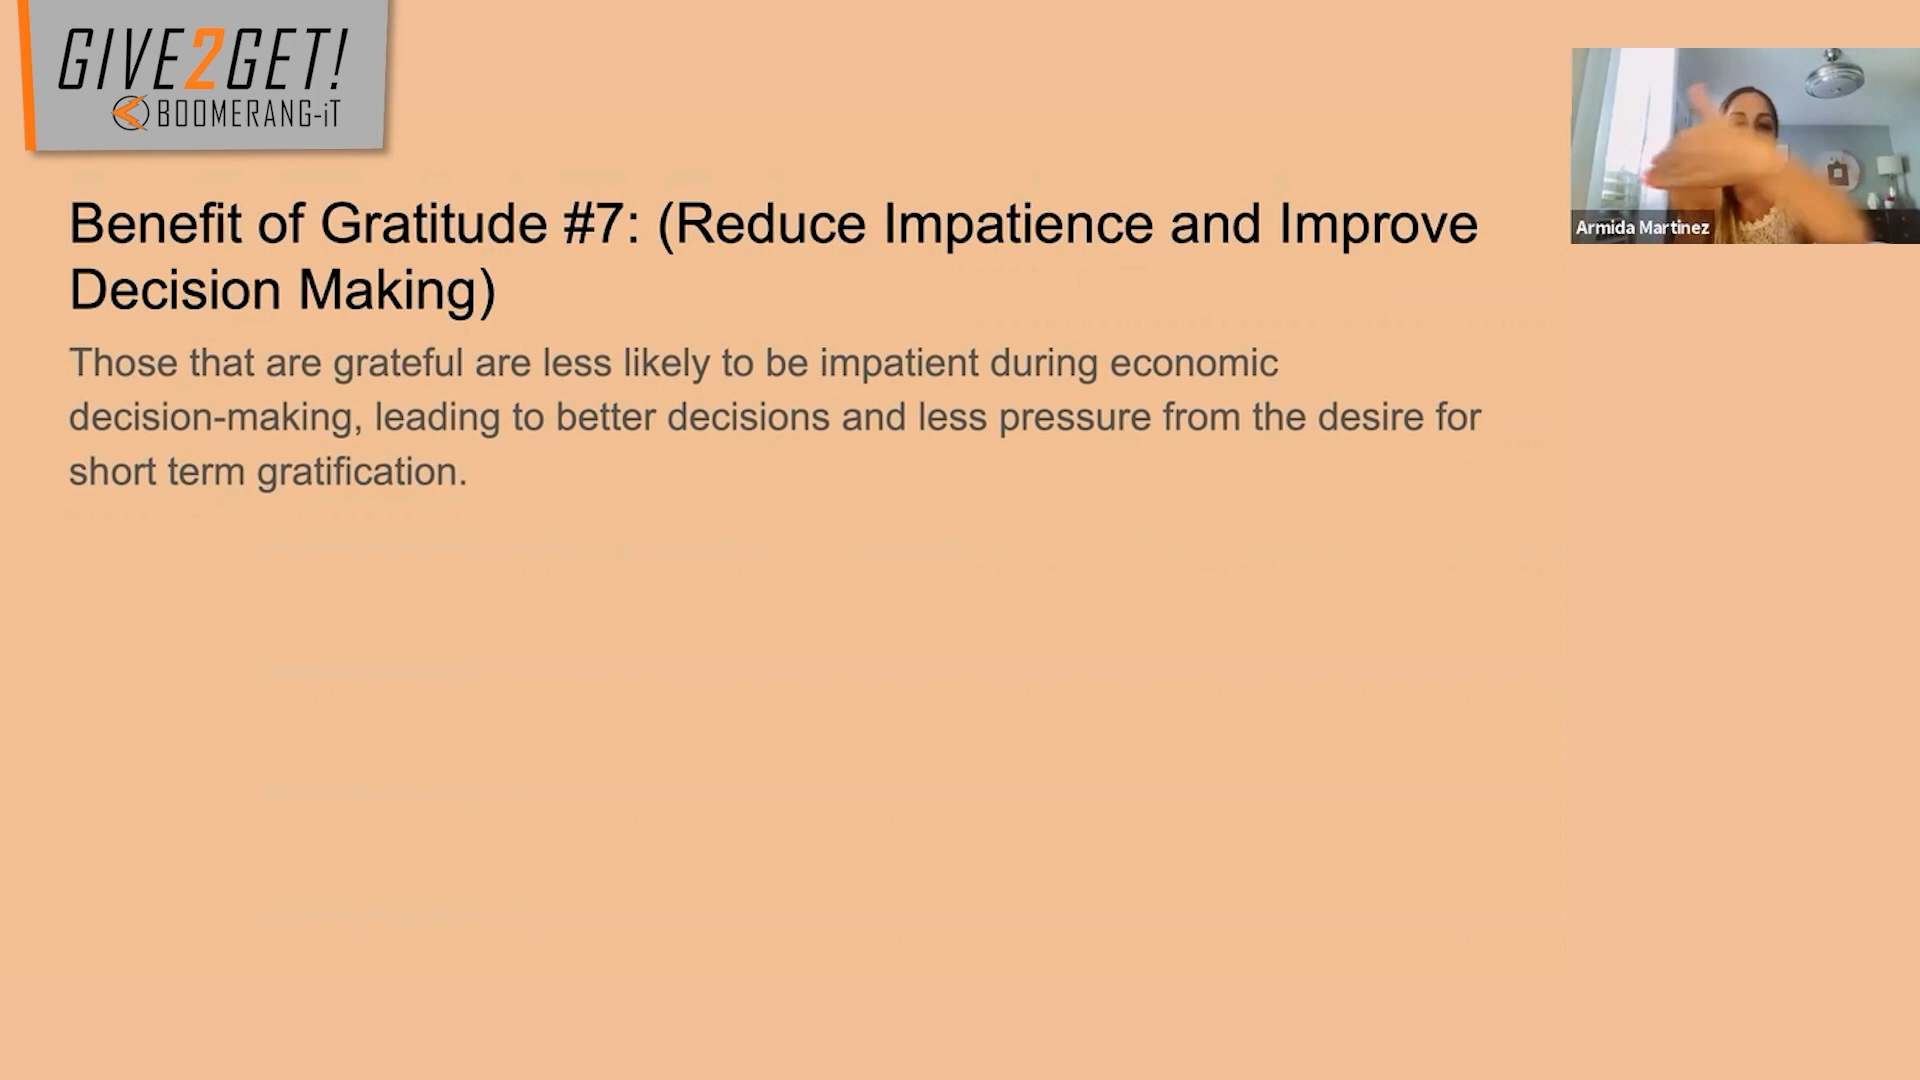 GIVE2GET!
BOOMERANG-iT
Armida Martinez
Benefit of Gratitude #7: (Reduce Impatience and Improve
Decision Making)
Those that are grateful are less likely to be impatient during economic
decision-making, leading to better decisions and less pressure from the desire for
short term gratification.